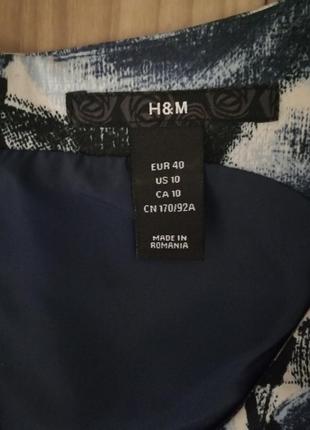 H&M
EUR 40
US 10
CA 10
CN 170/92A
MADE IN
ROMANIA